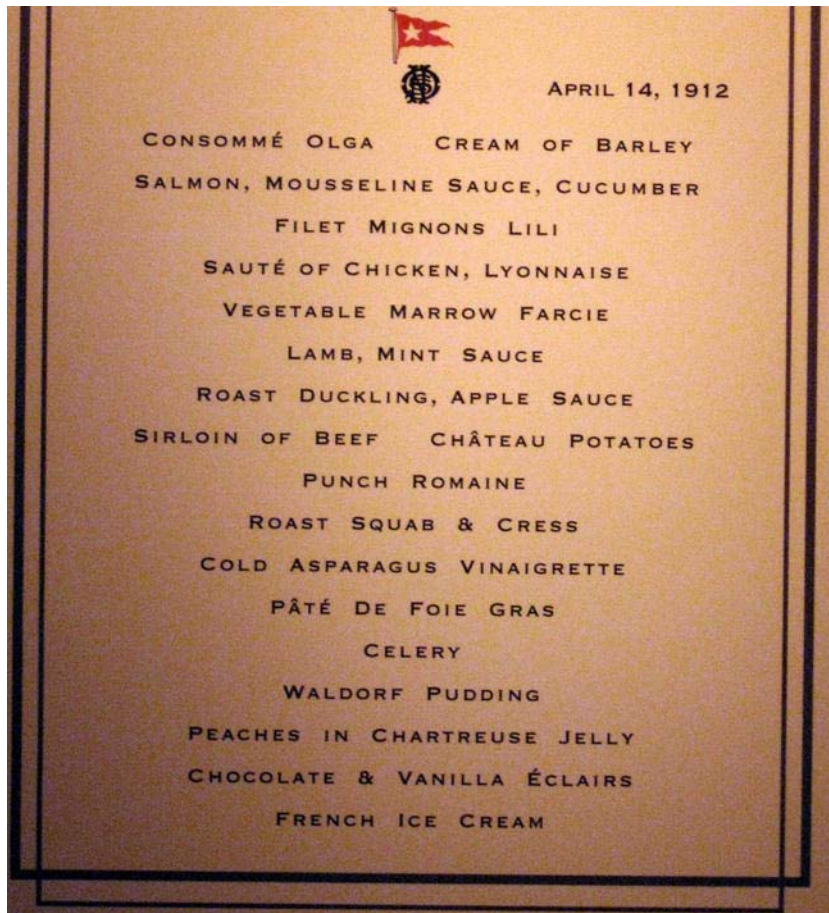 APRIL 14, 1912
CONSOMMÉ OLGA CREAM OF BARLEY
SALMON, MOUSSELINE SAUCE, CUCUMBER
FILET MIGNONS LILI
SAUTÉ OF CHICKEN, LYONNAISE
VEGETABLE MARROW FARCIE
LAMB, MINT SAUCE
ROAST DUCKLING, APPLE SAUCE
SIRLOIN OF BEEF CHÂTEAU POTATOES
PUNCH ROMAINE
ROAST SQUAB & CRESS
COLD ASPARAGUS VINAIGRETTE
PÂTÉ DE FOIE GRAS
CELERY
WALDORF PUDDING
PEACHES IN CHARTREUSE JELLY
CHOCOLATE & VANILLA ÉCLAIRS
FRENCH ICE CREAM